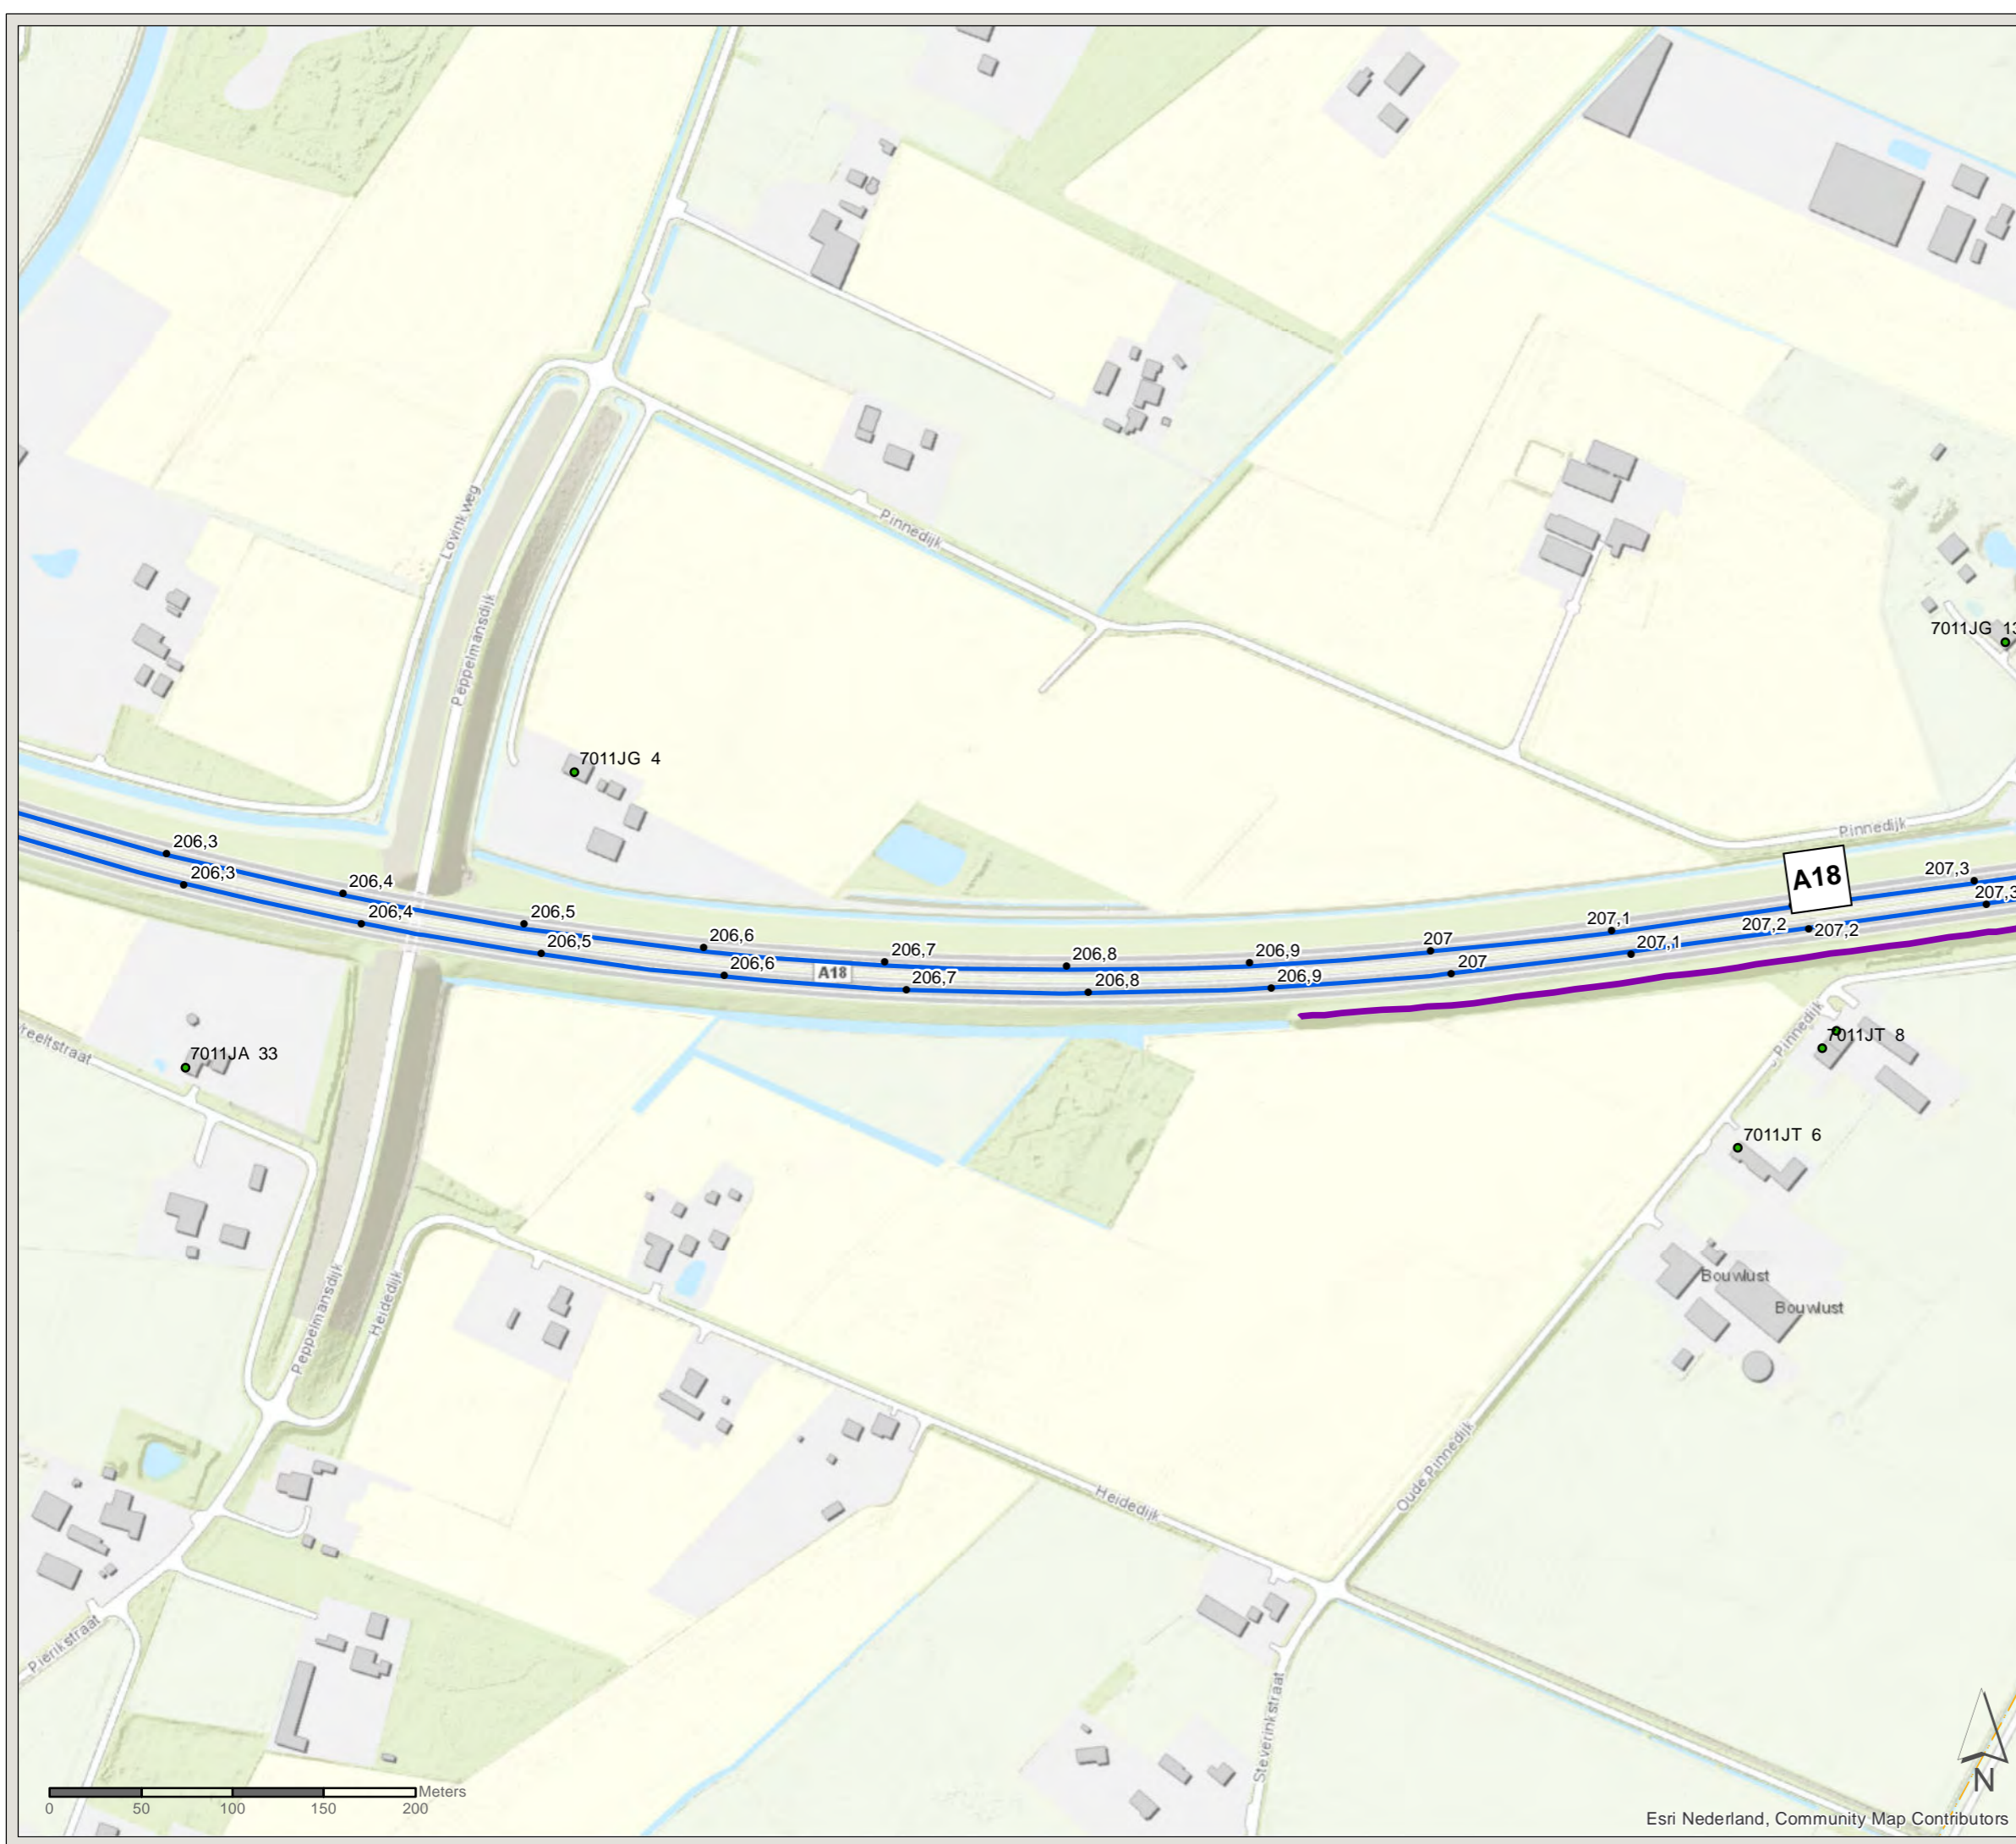 Lovinkweg
Pinnedijk
Peppelmansdijk
7011JG 13
7011JG 4
Pinnedijk
206,3
206,3
206,4
206,4
206,5
206,5
206,6
206,6
A18
206,7
206,7
206,8
206,8
206,9
206,9
207
207
207,1
207,1
A18
207,2
207,2
207,3
207,3
reeltstraat
7011JA 33
Pinnedijk
7011JT 8
7011JT 6
Bouwlust
Bouwlust
Peppelmansdijk
Heidedijk
Oude Pinnedijk
Heidedijk
Pierikstraat
Steverinkstraat
0 50 100 150 200 Meters
N
Esri Nederland, Community Map Contributors